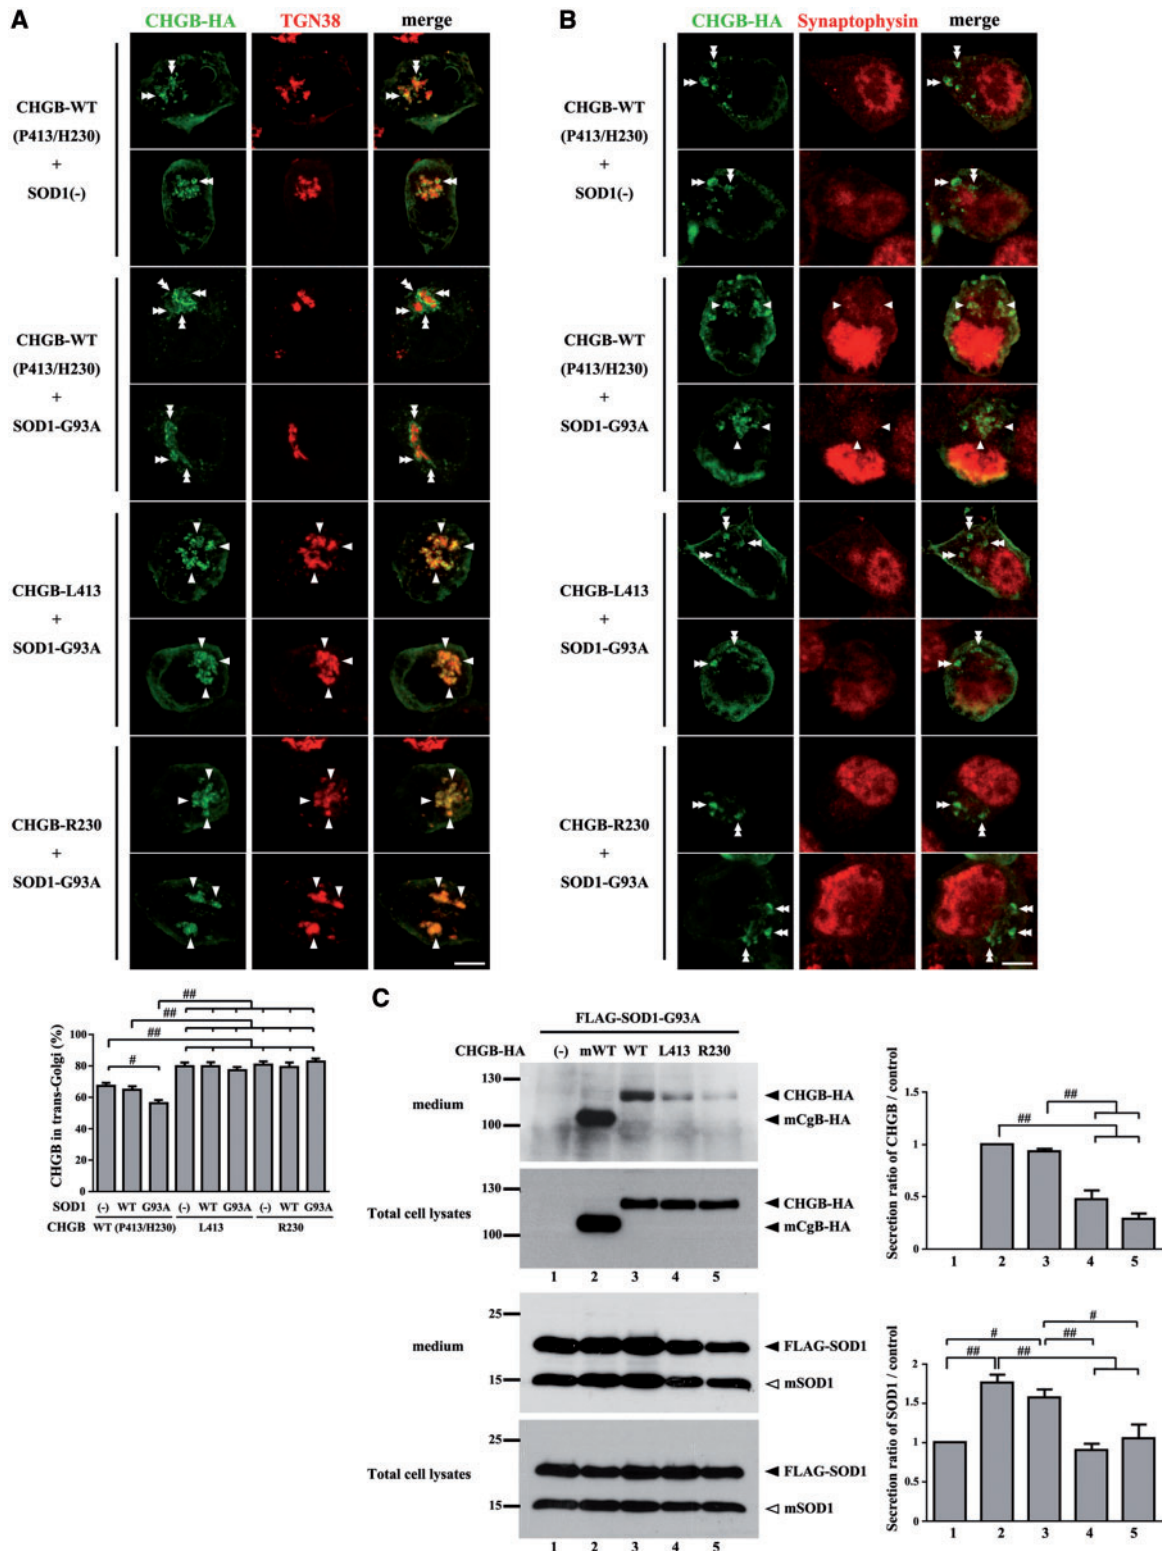 A
CHGB-HA TGN38 merge
CHGB-WT
(P413/H230)
+
SOD1(-)
CHGB-WT
(P413/H230)
+
SOD1-G93A
CHGB-L413
+
SOD1-G93A
CHGB-R230
+
SOD1-G93A
B
CHGB-HA Synaptophysin merge
CHGB-WT
(P413/H230)
+
SOD1(-)
CHGB-WT
(P413/H230)
+
SOD1-G93A
CHGB-L413
+
SOD1-G93A
CHGB-R230
+
SOD1-G93A
CHGB in trans-Golgi (%)
100
80
60
40
20
0
##
##
##
#
SOD1 (-) WT G93A (-) WT G93A (-) WT G93A
CHGB WT (P413/H230) L413 R230
C
FLAG-SOD1-G93A
CHGB-HA (-) mWT WT L413 R230
medium
130
100
CHGB-HA
mCgB-HA
Total cell lysates
130
100
CHGB-HA
mCgB-HA
1 2 3 4 5
medium
25
15
FLAG-SOD1
mSOD1
Total cell lysates
25
15
FLAG-SOD1
mSOD1
1 2 3 4 5
Secretion ratio of CHGB / control
1
0.5
0
##
##
1 2 3 4 5
Secretion ratio of SOD1 / control
2
1.5
1
0.5
0
#
# ##
## ##
1 2 3 4 5